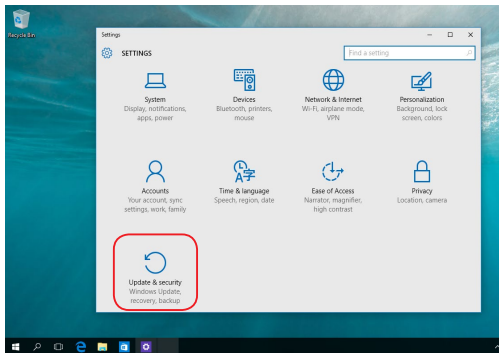 Recycle Bin
Settings
SETTINGS
Find a setting
System
Display, notifications,
apps, power
Devices
Bluetooth, printers,
mouse
Network & Internet
Wi-Fi, airplane mode,
VPN
Personalization
Background, lock
screen, colors
Accounts
Your account, sync
settings, work, family
Time & language
Speech, region, date
Ease of Access
Narrator, magnifier,
high contrast
Privacy
Location, camera
Update & security
Windows Update,
recovery, backup